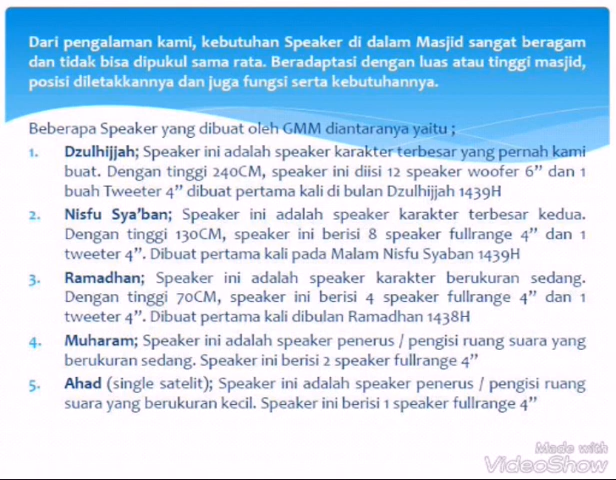 Dari pengalaman kami, kebutuhan Speaker di dalam Masjid sangat beragam
dan tidak bisa dipukul sama rata. Beradaptasi dengan luas atau tinggi masjid,
posisi diletakkannya dan juga fungsi serta kebutuhannya.
Beberapa Speaker yang dibuat oleh GMM diantaranya yaitu ;
1. Dzulhijjah; Speaker ini adalah speaker karakter terbesar yang pernah kami
buat. Dengan tinggi 240CM, speaker ini diisi 12 speaker woofer 6” dan 1
buah Tweeter 4” dibuat pertama kali di bulan Dzulhijjah 1439H
2. Nisfu Sya’ban; Speaker ini adalah speaker karakter terbesar kedua.
Dengan tinggi 130CM, speaker ini berisi 8 speaker fullrange 4” dan 1
tweeter 4”. Dibuat pertama kali pada Malam Nisfu Syaban 1439H
3. Ramadhan; Speaker ini adalah speaker karakter berukuran sedang.
Dengan tinggi 70CM, speaker ini berisi 4 speaker fullrange 4” dan 1
tweeter 4”. Dibuat pertama kali dibulan Ramadhan 1438H
4. Muharam; Speaker ini adalah speaker penerus / pengisi ruang suara yang
berukuran sedang. Speaker ini berisi 2 speaker fullrange 4”
5. Ahad (single satelit); Speaker ini adalah speaker penerus / pengisi ruang
suara yang berukuran kecil. Speaker ini berisi 1 speaker fullrange 4”
Made with
VideoShow